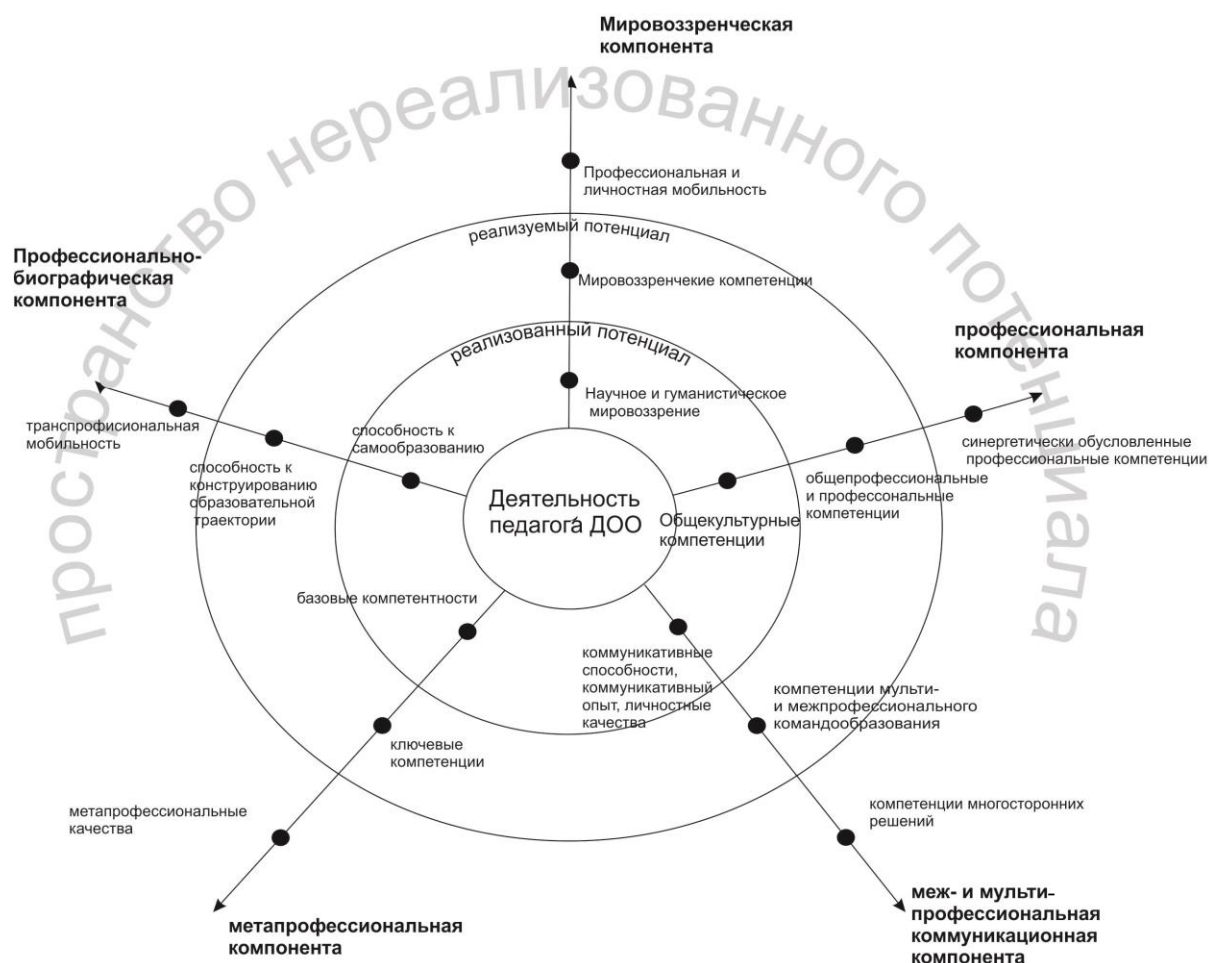 Мировоззренческая
компонента
пространство нереализованного потенциала
Профессиональная и
личностная мобильность
реализуемый потенциал
Профессионально-
биографическая
компонента
Мировоззренчекие компетенции
реализованный потенциал
профессиональная
компонента
Научное и гуманистическое
мировоззрение
транспрофисиональная
мобильность
способность к
самообразованию
синергетически обусловленные
профессиональные компетенции
способность к
конструированию
образовательной
траектории
общепрофессиональные
и профессональные
компетенции
Деятельность
педагога ДОО
Общекультурные
компетенции
базовые компетентности
коммуникативные
способности,
коммуникативный
опыт, личностные
качества
компетенции мульти-
и межпрофессионального
командообразования
ключевые
компетенции
метапрофессиональные
качества
компетенции многосторонних
решений
метапрофессиональная
компонента
меж- и мульти-
профессиональная
коммуникационная
компонента